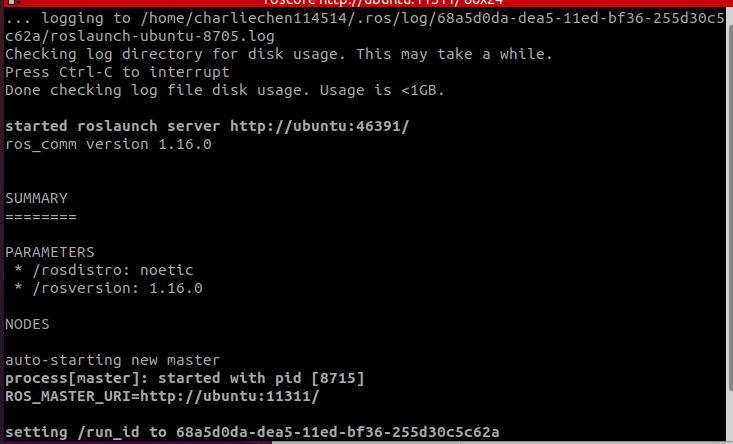 roscore http://ubuntu:11311/ 80x24
... logging to /home/charliechen114514/.ros/log/68a5d0da-dea5-11ed-bf36-255d30c5
c62a/roslaunch-ubuntu-8705.log
Checking log directory for disk usage. This may take a while.
Press Ctrl-C to interrupt
Done checking log file disk usage. Usage is <1GB.
started roslaunch server http://ubuntu:46391/
ros_comm version 1.16.0
SUMMARY
========
PARAMETERS
* /rosdistro: noetic
* /rosversion: 1.16.0
NODES
auto-starting new master
process[master]: started with pid [8715]
ROS_MASTER_URI=http://ubuntu:11311/
setting /run_id to 68a5d0da-dea5-11ed-bf36-255d30c5c62a